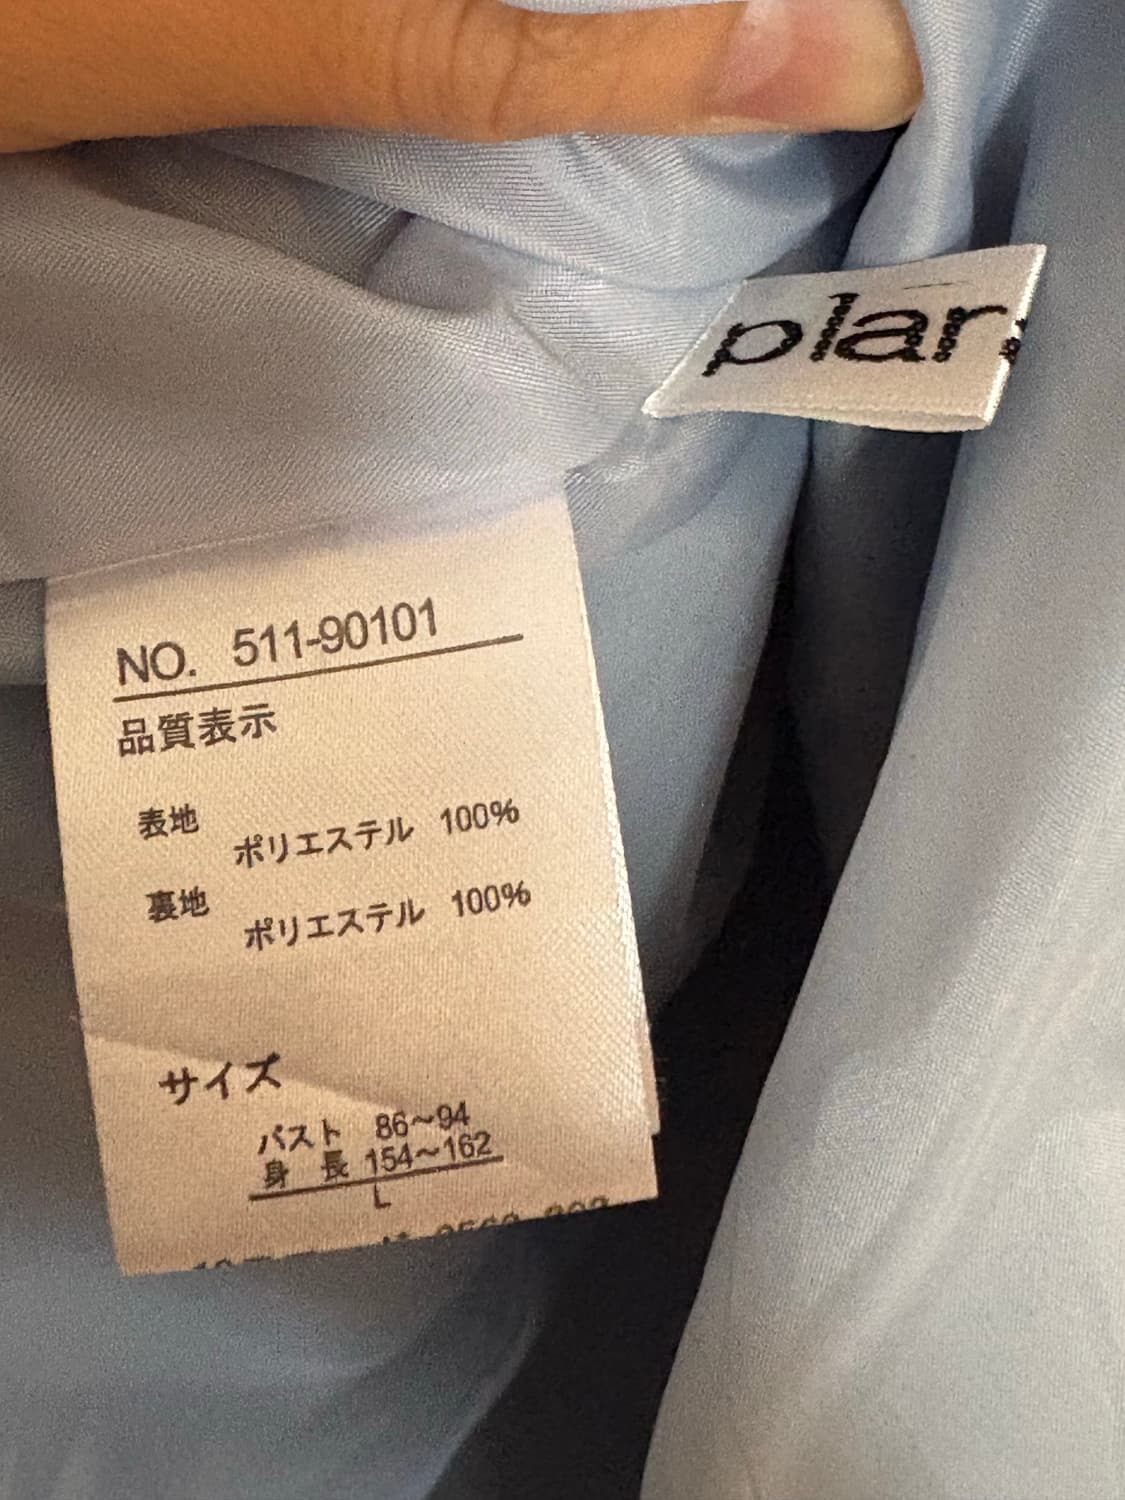 plar
NO. 511-90101
品質表示
表地
ポリエステル 100%
裏地
ポリエステル 100%
サイズ
バスト 86～94
身 長 154～162
L